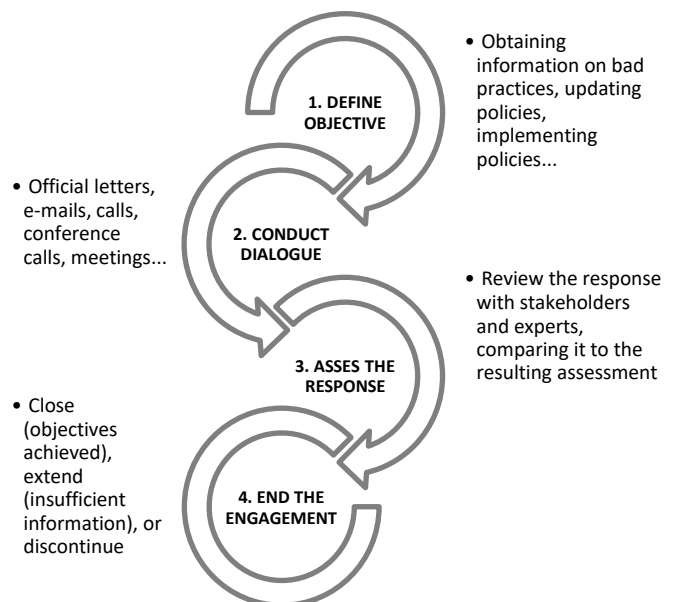 1. DEFINE
OBJECTIVE
• Obtaining
information on bad
practices, updating
policies,
implementing
policies...
• Official letters,
e-mails, calls,
conference
calls, meetings...
2. CONDUCT
DIALOGUE
3. ASSES THE
RESPONSE
• Review the response
with stakeholders
and experts,
comparing it to the
resulting assessment
• Close
(objectives
achieved),
extend
(insufficient
information), or
discontinue
4. END THE
ENGAGEMENT